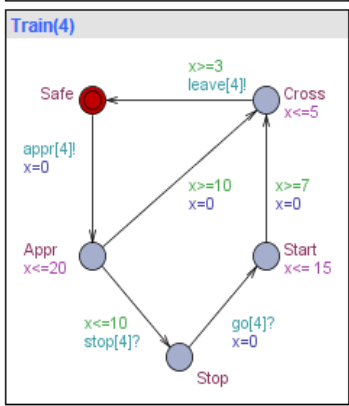 Train(4)
x>=3
leave[4]!
Safe
Cross
x<=5
appr[4]!
x=0
x>=10
x=0
x>=7
x=0
Appr
x<=20
Start
x<= 15
x<=10
stop[4]?
go[4]?
x=0
Stop